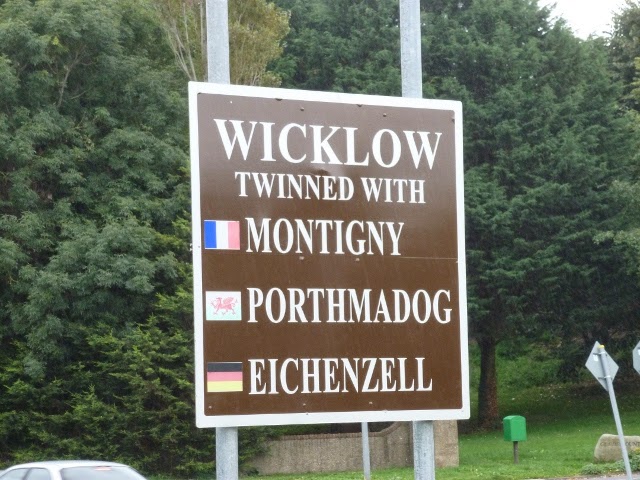 WICKLOW
TWINNED WITH
MONTIGNY
PORTHMADOG
EICHENZELL